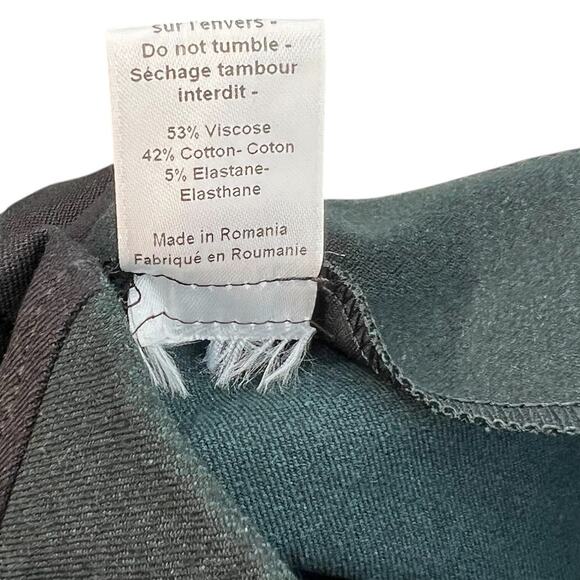 sur l'envers -
Do not tumble -
Séchage tambour
interdit -
53% Viscose
42% Cotton- Coton
5% Elastane-
Elasthane
Made in Romania
Fabriqué en Roumanie